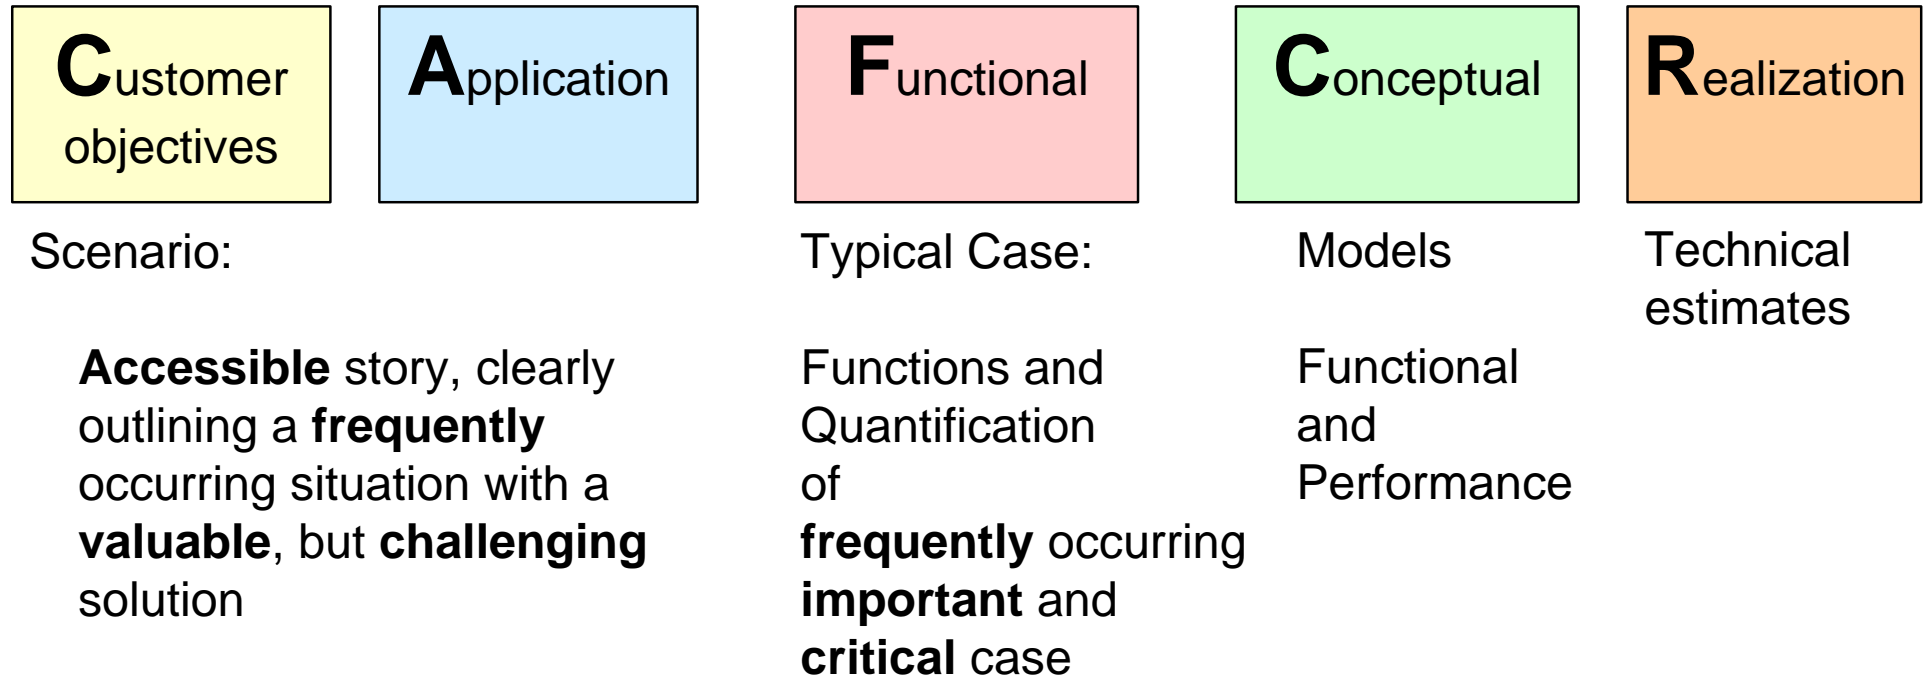 Customer
objectives
Application
Functional
Conceptual
Realization
Scenario:
Accessible story, clearly
outlining a frequently
occurring situation with a
valuable, but challenging
solution
Typical Case:
Functions and
Quantification
of
frequently occurring
important and
critical case
Models
Functional
and
Performance
Technical
estimates